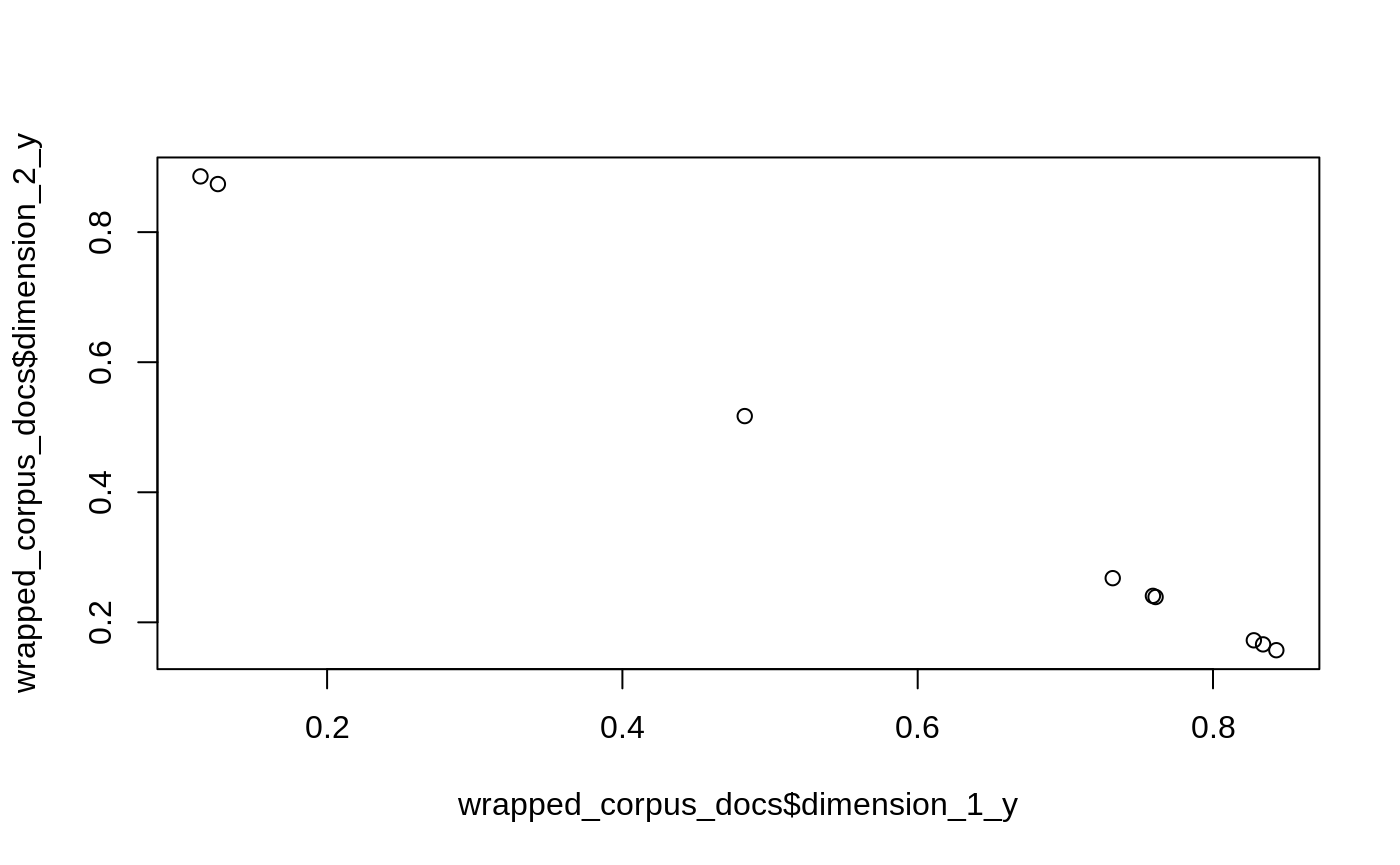 wrapped_corpus_docs$dimension_2_y
0.8
0.6
0.4
0.2
0.2 0.4 0.6 0.8
wrapped_corpus_docs$dimension_1_y